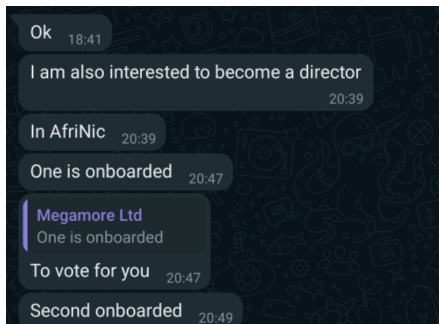 Ok 18:41
I am also interested to become a director
20:39
In AfriNic 20:39
One is onboarded 20:47
Megamore Ltd
One is onboarded
To vote for you 20:47
Second onboarded 20:49